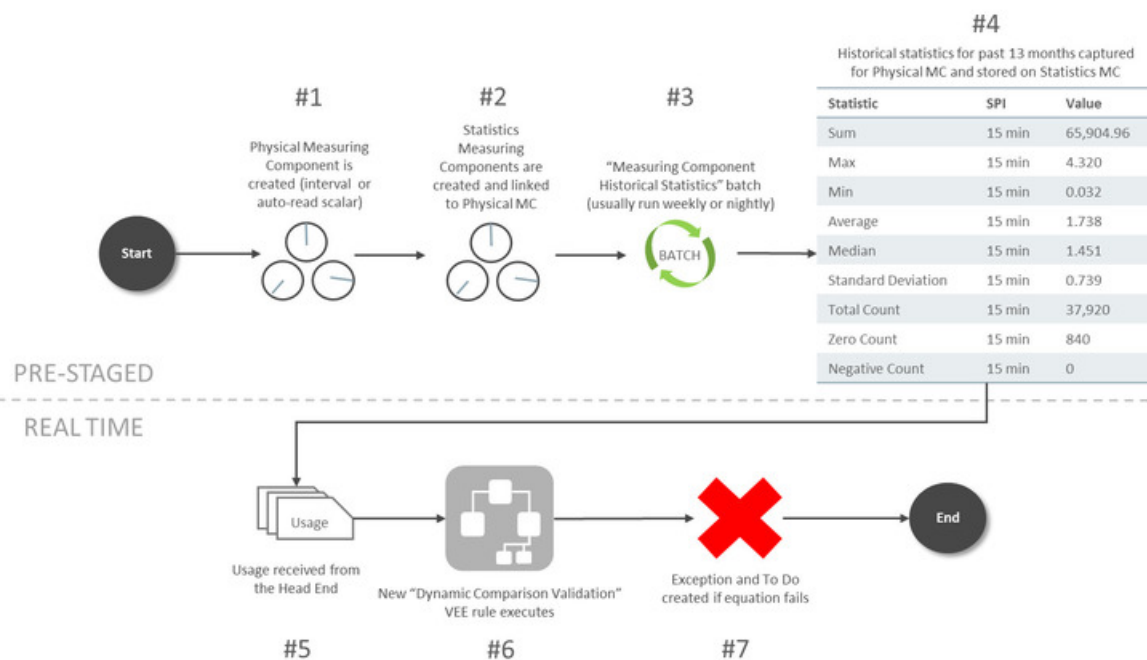 #4
Historical statistics for past 13 months captured
for Physical MC and stored on Statistics MC
#1
#2
#3
Physical Measuring
Component is
created (interval or
auto-read scalar)
Statistics
Measuring
Components are
created and linked
to Physical MC
“Measuring Component
Historical Statistics” batch
(usually run weekly or nightly)
Start
BATCH
Statistic SPI Value
Sum 15 min 65,904.96
Max 15 min 4.320
Min 15 min 0.032
Average 15 min 1.738
Median 15 min 1.451
Standard Deviation 15 min 0.739
Total Count 15 min 37,920
Zero Count 15 min 840
Negative Count 15 min 0
PRE-STAGED
REAL TIME
Usage
End
Usage received from
the Head End
New “Dynamic Comparison Validation”
VEE rule executes
Exception and To Do
created if equation fails
#5
#6
#7